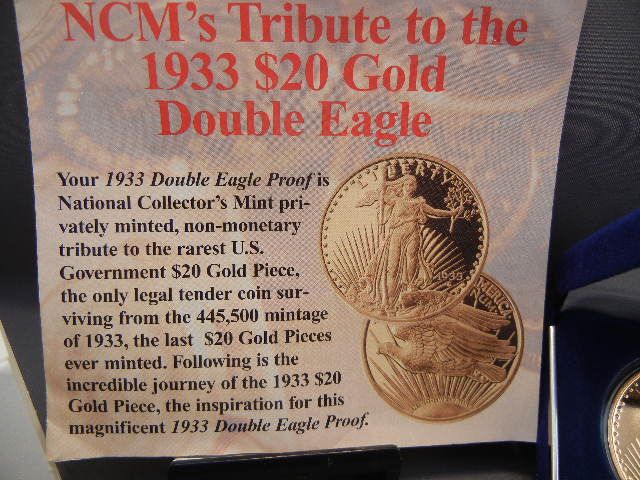 NCM's Tribute to the
1933 $20 Gold
Double Eagle
Your 1933 Double Eagle Proof is
National Collector's Mint pri-
vately minted, non-monetary
tribute to the rarest U.S.
Government $20 Gold Piece,
the only legal tender coin sur-
viving from the 445,500 mintage
of 1933, the last $20 Gold Pieces
ever minted. Following is the
incredible journey of the 1933 $20
Gold Piece, the inspiration for this
magnificent 1933 Double Eagle Proof.
LIBERTY
1933